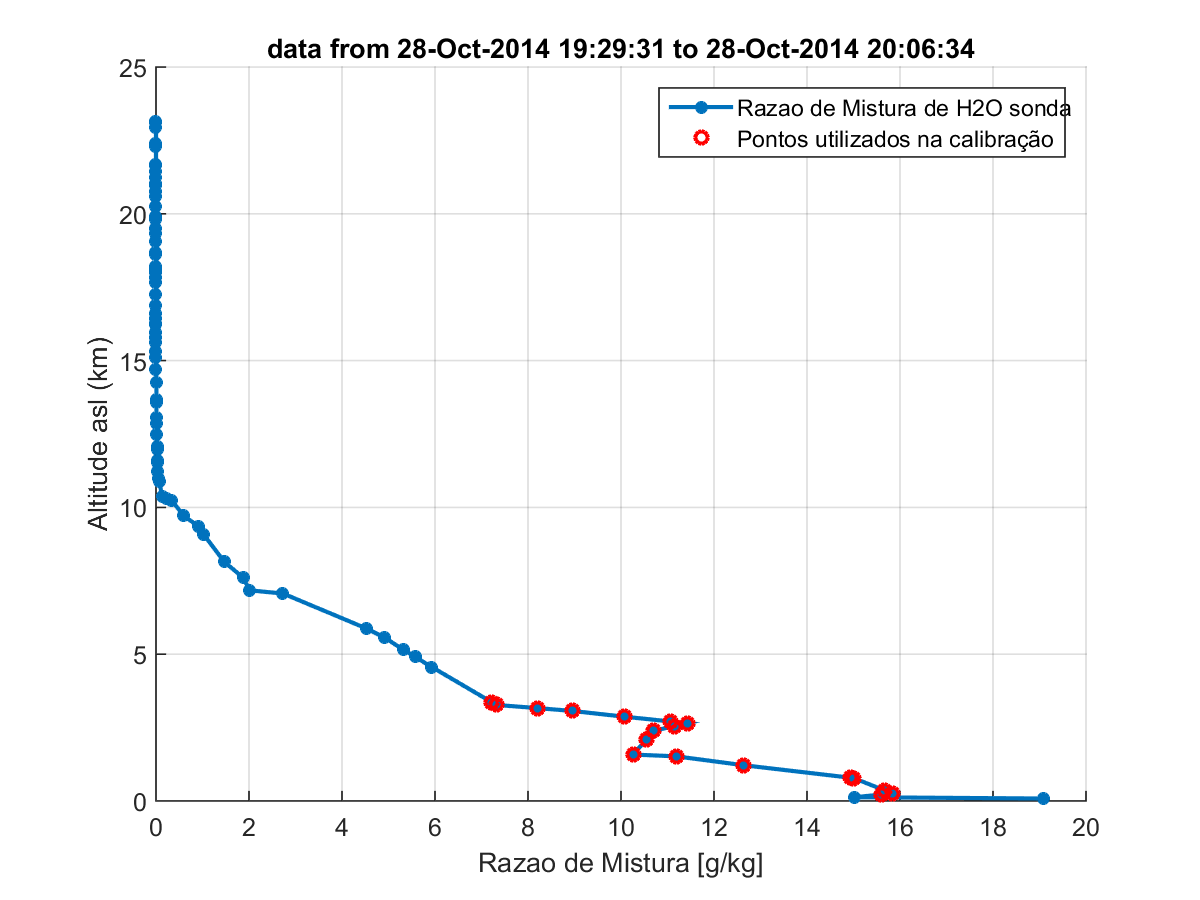 data from 28-Oct-2014 19:29:31 to 28-Oct-2014 20:06:34
Razao de Mistura de H2O sonda
Pontos utilizados na calibração
25
20
15
10
5
0
Altitude asl (km)
0 2 4 6 8 10 12 14 16 18 20
Razao de Mistura [g/kg]